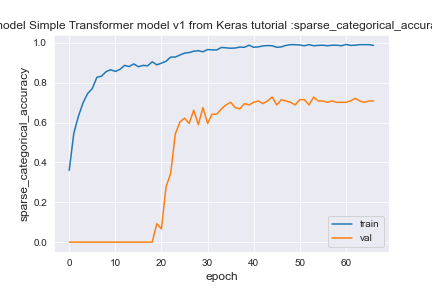 model Simple Transformer model v1 from Keras tutorial :sparse_categorical_accura
1.0
0.8
0.6
0.4
0.2
0.0
sparse_categorical_accuracy
0 10 20 30 40 50 60
epoch
train
val